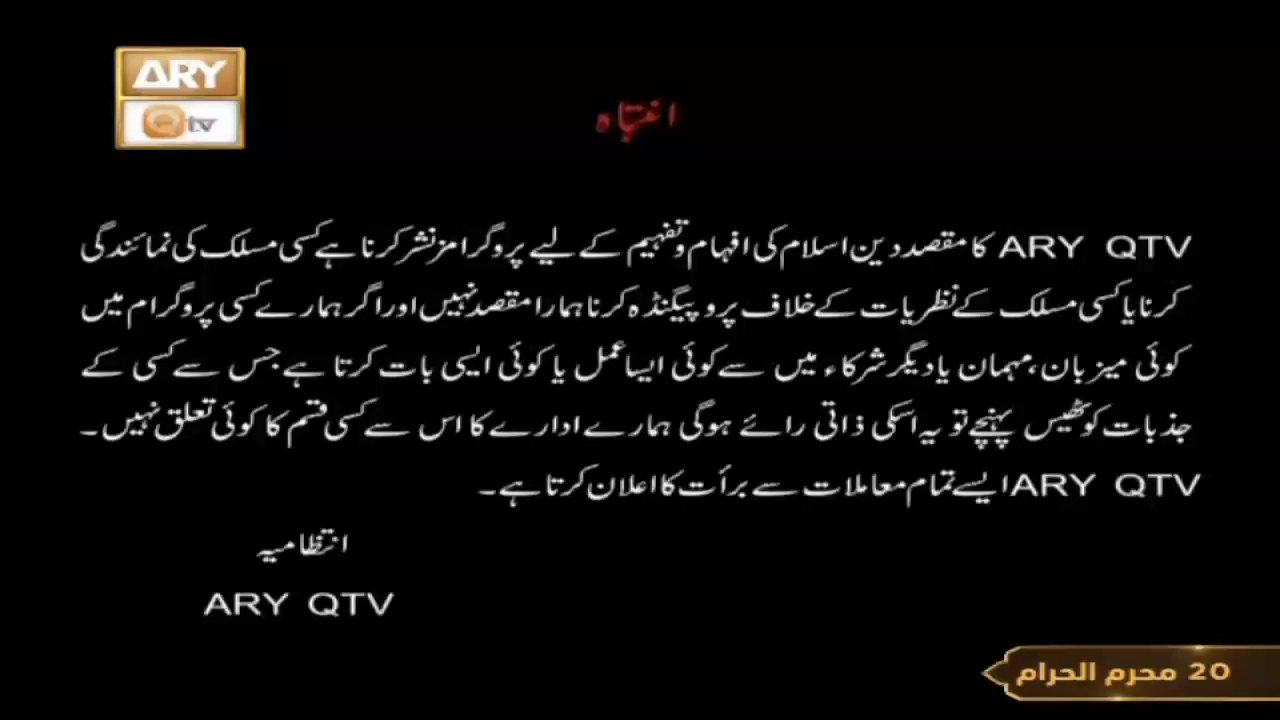 ARY
Qtv
انتباہ
ARY QTV کا مقصد دین اسلام کی افہام و تفہیم کے لیے پروگرامز نشر کرنا ہے کسی مسلک کی نمائندگی
کرنا یا کسی مسلک کے نظریات کے خلاف پروپیگنڈہ کرنا ہمارا مقصد نہیں اور اگر ہمارے کسی پروگرام میں
کوئی میزبان، مہمان یا دیگر شرکاء میں سے کوئی ایسا عمل یا کوئی ایسی بات کرتا ہے جس سے کسی کے
جذبات کو ٹھیس پہنچے تو یہ اسکی ذاتی رائے ہوگی ہمارے ادارے کا اس سے کسی قسم کا کوئی تعلق نہیں۔
ARY QTV ایسے تمام معاملات سے برأت کا اعلان کرتا ہے۔
انتظامیہ
ARY QTV
20 محرم الحرام